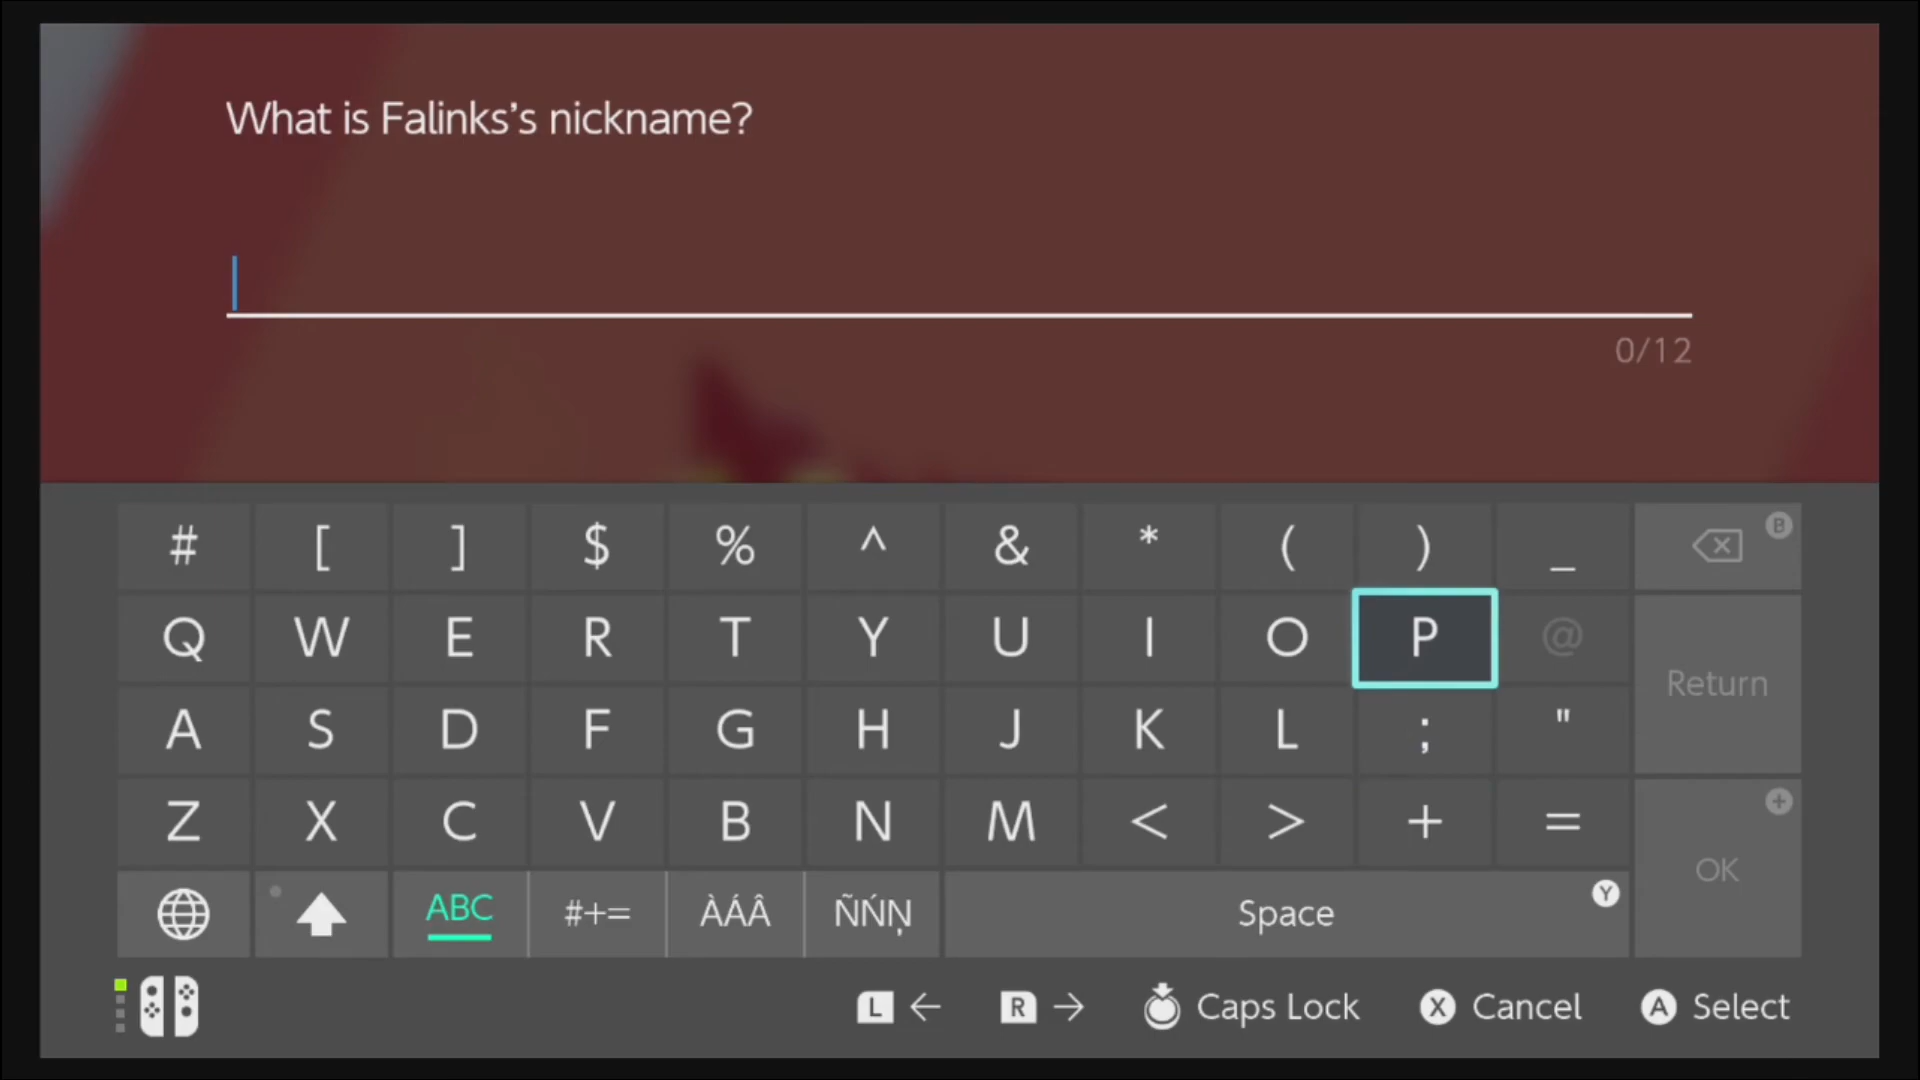 What is Falinks's nickname?
0/12
# [ ] $ % ^ & * ( ) _ B
Q W E R T Y U I O P @ Return
A S D F G H J K L ; "
Z X C V B N M < > + = + OK
ABC #+= ÀÁÂ ÑŃŅ Space Y
L ← R → Caps Lock X Cancel A Select